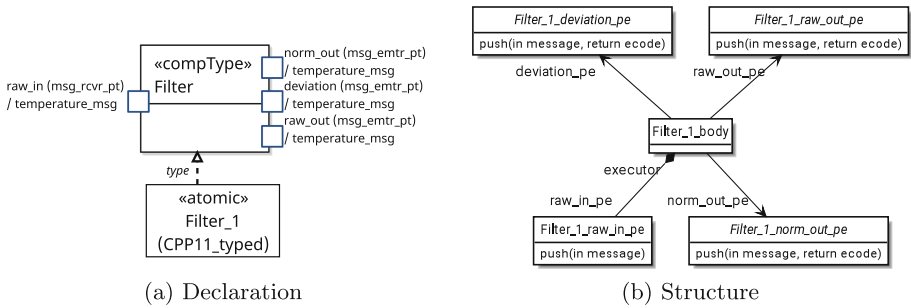 «compType»
Filter
raw_in (msg_rcvr_pt)
/ temperature_msg
norm_out (msg_emtr_pt)
/ temperature_msg
deviation (msg_emtr_pt)
/ temperature_msg
raw_out (msg_emtr_pt)
/ temperature_msg
type
«atomic»
Filter_1
(CPP11_typed)
(a) Declaration
Filter_1_deviation_pe
push(in message, return ecode)
Filter_1_raw_out_pe
push(in message, return ecode)
deviation_pe
raw_out_pe
Filter_1_body
executor
raw_in_pe
norm_out_pe
Filter_1_raw_in_pe
push(in message)
Filter_1_norm_out_pe
push(in message, return ecode)
(b) Structure